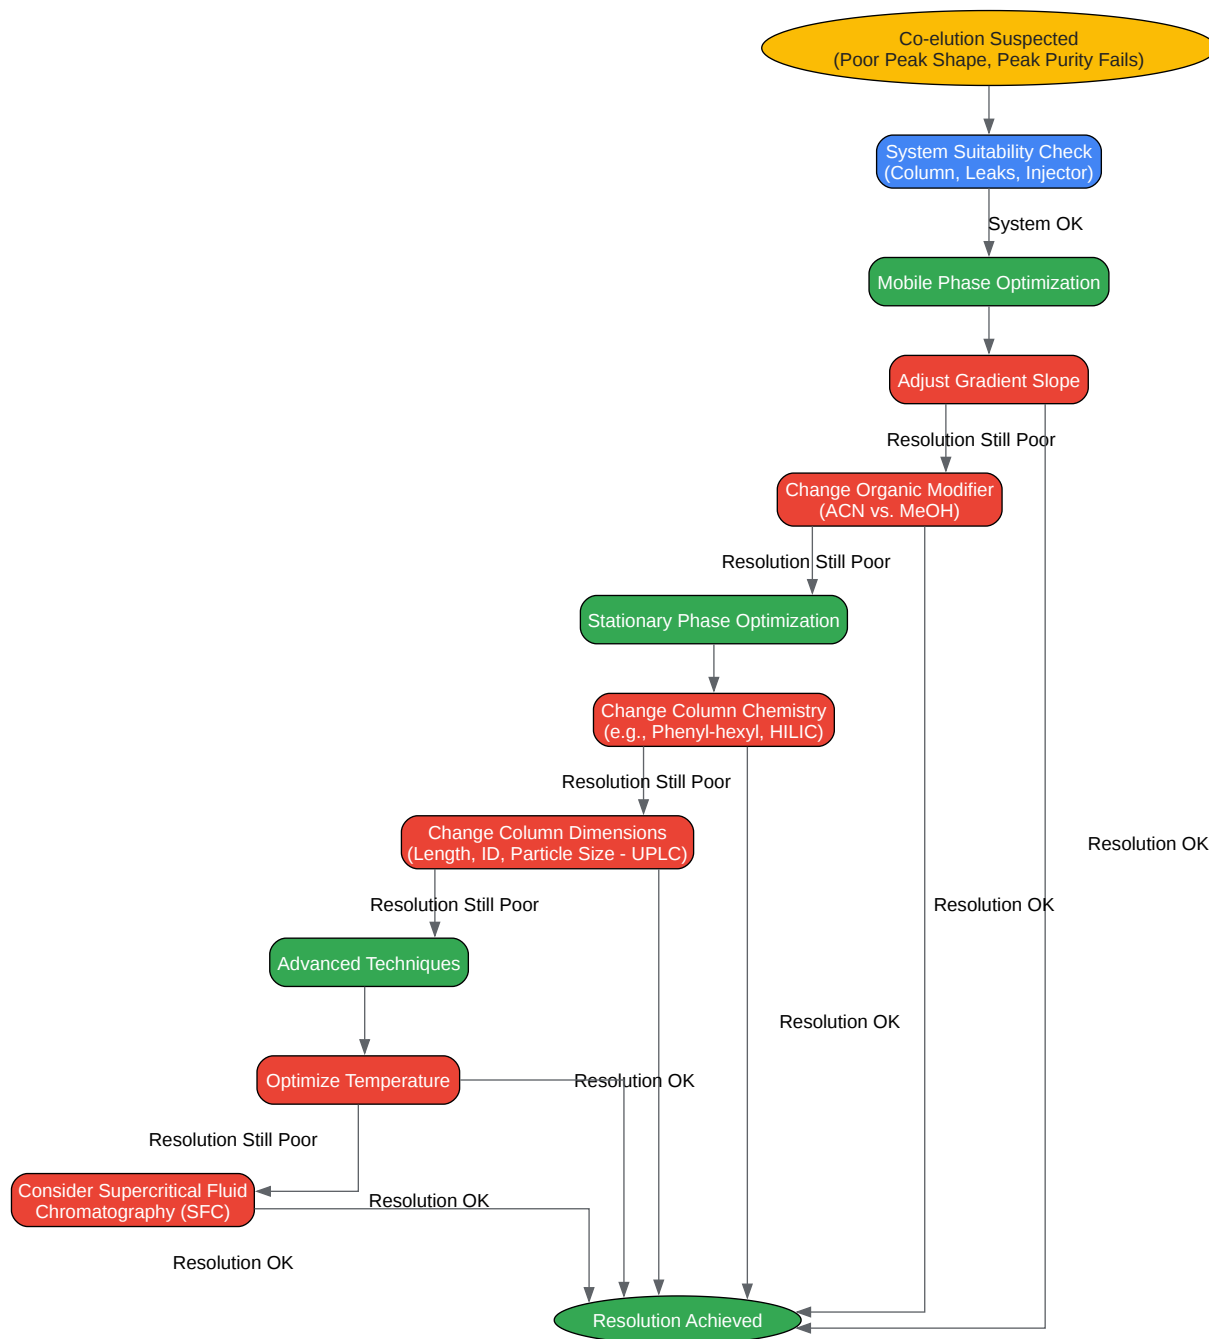 Co-elution Suspected
(Poor Peak Shape, Peak Purity Fails)
System Suitability Check
(Column, Leaks, Injector)
System OK
Mobile Phase Optimization
Adjust Gradient Slope
Resolution Still Poor
Change Organic Modifier
(ACN vs. MeOH)
Resolution Still Poor
Stationary Phase Optimization
Change Column Chemistry
(e.g., Phenyl-hexyl, HILIC)
Resolution Still Poor
Change Column Dimensions
(Length, ID, Particle Size - UPLC)
Resolution OK
Resolution Still Poor
Resolution OK
Advanced Techniques
Resolution OK
Optimize Temperature
Resolution OK
Resolution Still Poor
Consider Supercritical Fluid
Chromatography (SFC)
Resolution OK
Resolution OK
Resolution Achieved